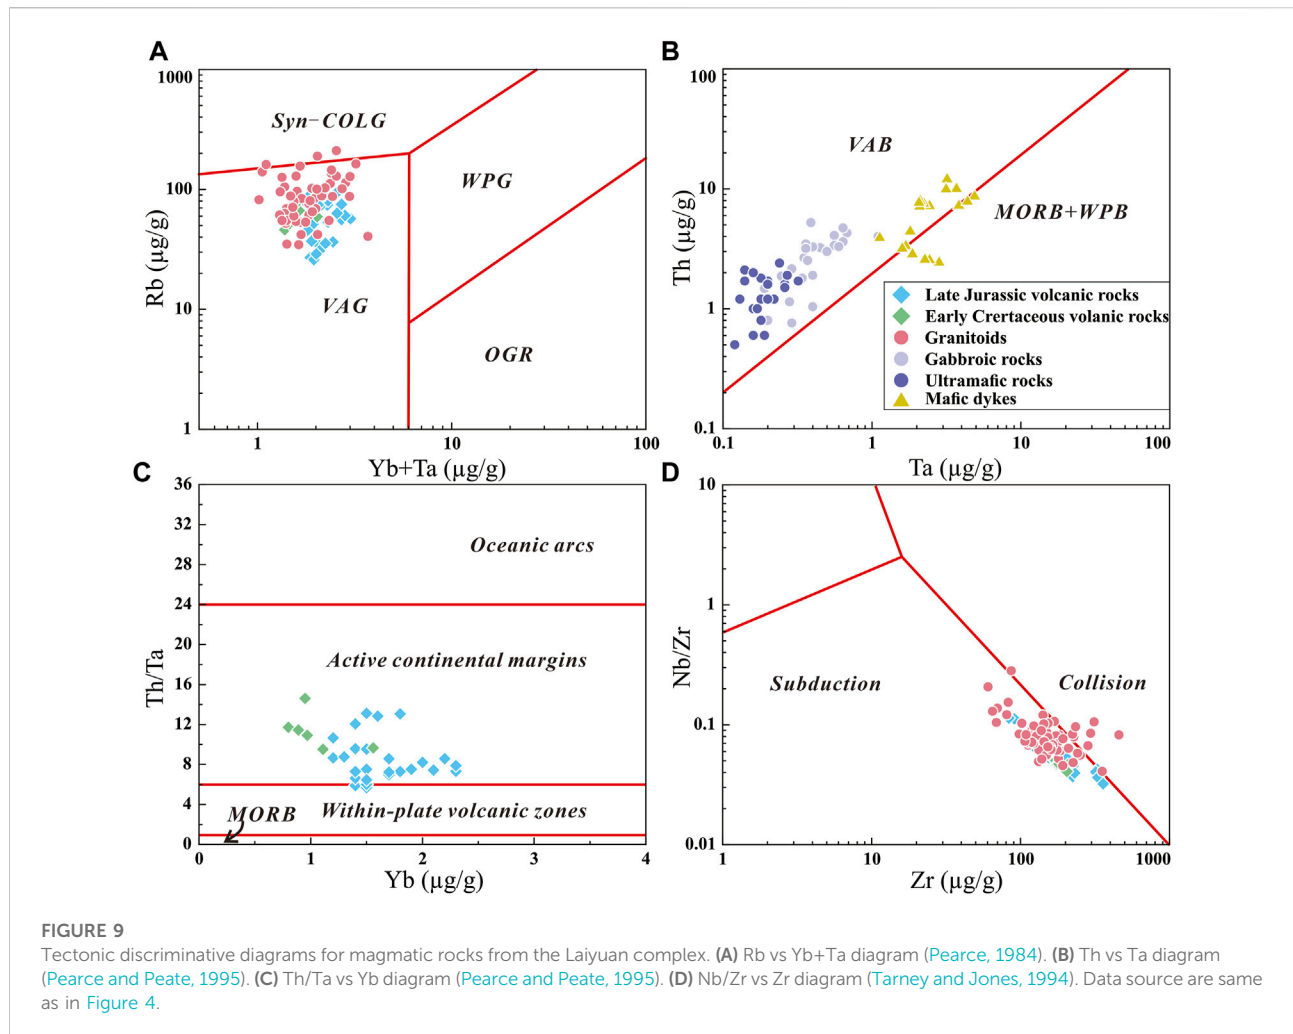 A
1000
100
10
1
Rb (µg/g)
Syn-COLG
WPG
VAG
OGR
1
10
100
Yb+Ta (µg/g)
B
100
10
1
0.1
Th (µg/g)
VAB
MORB+WPB
Late Jurassic volcanic rocks
Early Crertaceous volanic rocks
Granitoids
Gabbroic rocks
Ultramafic rocks
Mafic dykes
0.1
1
10
100
Ta (µg/g)
C
36
28
24
20
16
12
8
4
0
Th/Ta
Oceanic arcs
Active continental margins
MORB
Within-plate volcanic zones
0
1
2
3
4
Yb (µg/g)
D
10
1
0.1
0.01
Nb/Zr
Subduction
Collision
1
10
100
1000
Zr (µg/g)
FIGURE 9
Tectonic discriminative diagrams for magmatic rocks from the Laiyuan complex. (A) Rb vs Yb+Ta diagram (Pearce, 1984). (B) Th vs Ta diagram
(Pearce and Peate, 1995). (C) Th/Ta vs Yb diagram (Pearce and Peate, 1995). (D) Nb/Zr vs Zr diagram (Tarney and Jones, 1994). Data source are same
as in Figure 4.